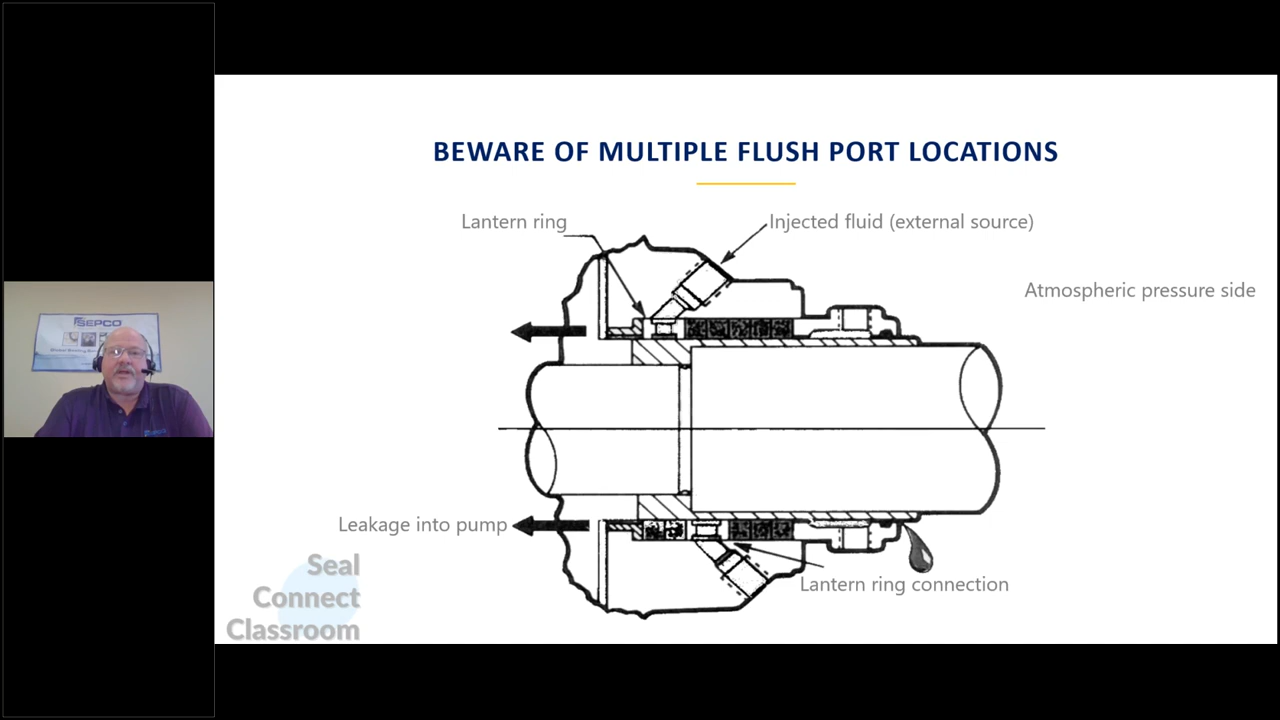 BEWARE OF MULTIPLE FLUSH PORT LOCATIONS
Lantern ring
Injected fluid (external source)
Atmospheric pressure side
SEPCO
Leakage into pump
Lantern ring connection
Seal
Connect
Classroom